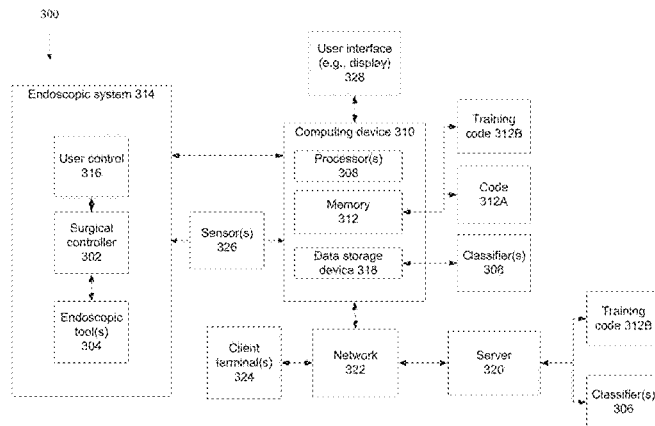 300
User interface
(e.g., display)
328
Endoscopic system 314
User control
316
Surgical
controller
302
Endoscopic
tool(s)
304
Sensor(s)
326
Computing device 310
Processor(s)
308
Memory
312
Data storage
device 318
Training
code 312B
Code
312A
Classifier(s)
306
Client
terminal(s)
324
Network
322
Server
320
Training
code 312B
Classifier(s)
306